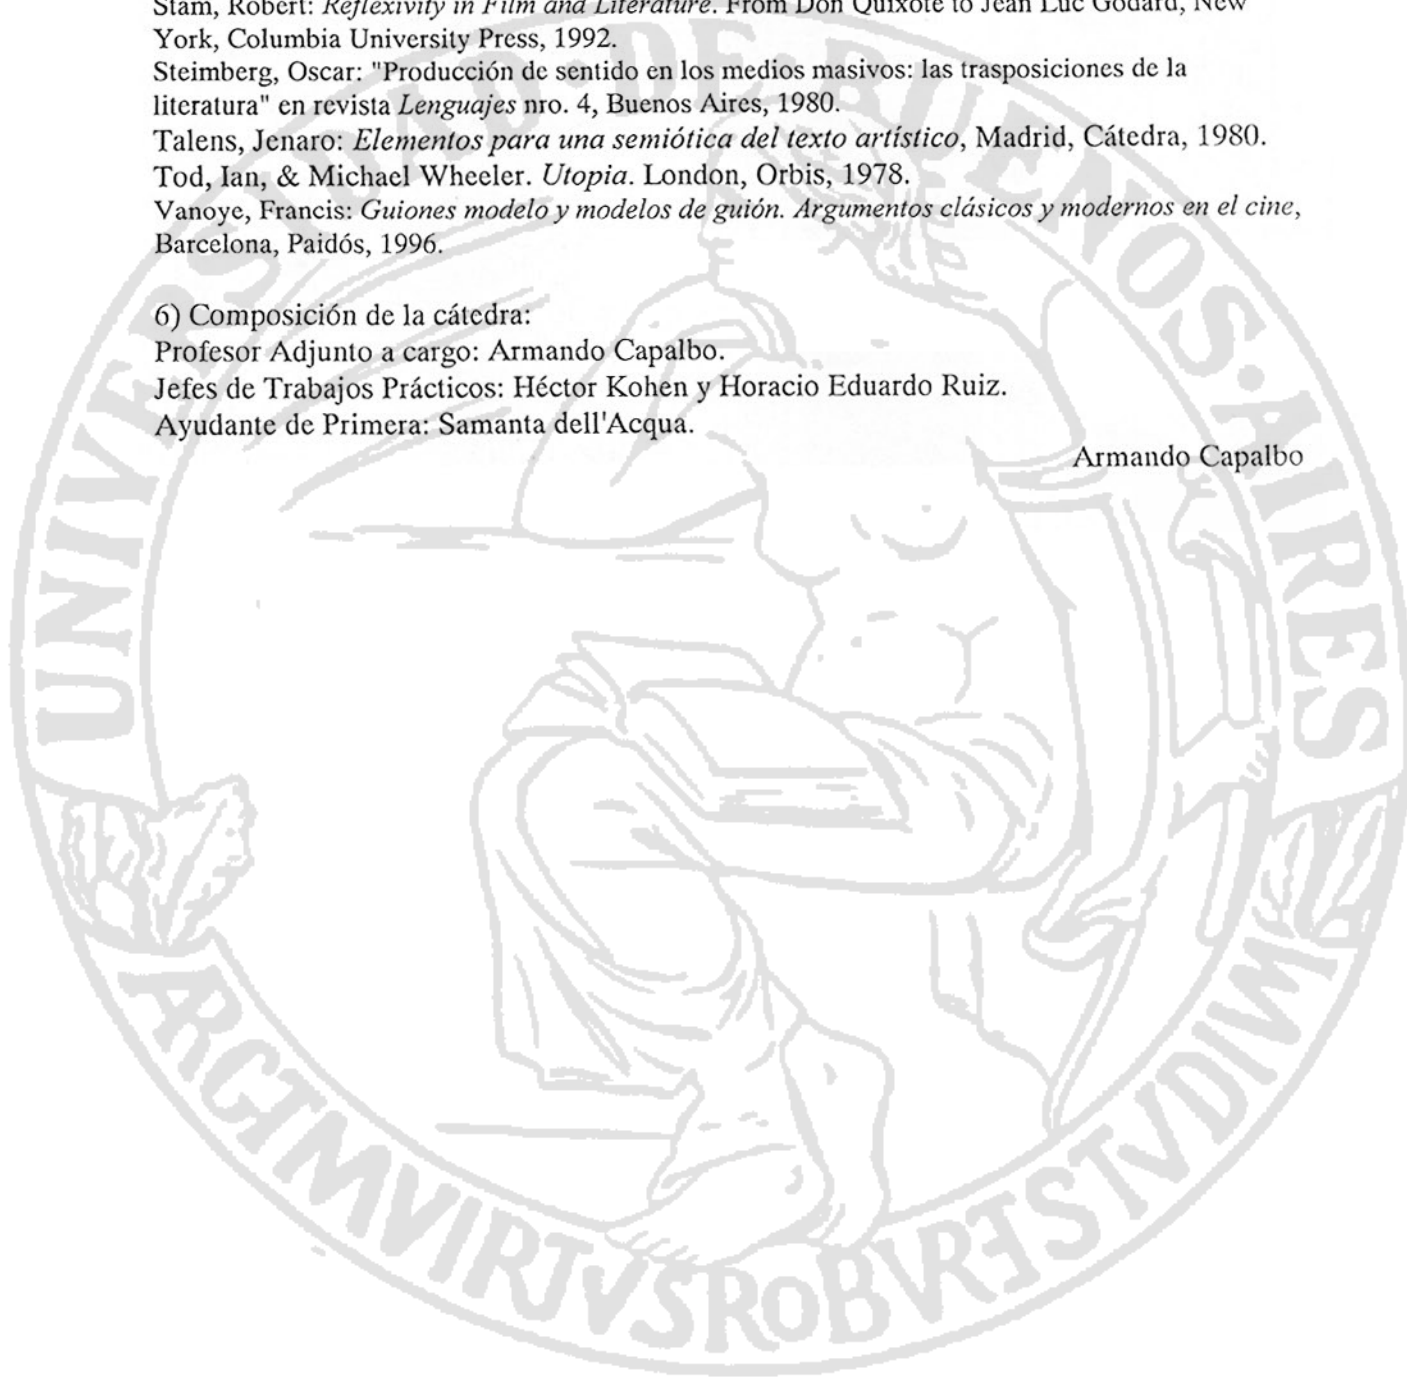 Stam, Robert: Reflexivity in Film and Literature. From Don Quixote to Jean Luc Godard, New
York, Columbia University Press, 1992.
Steimberg, Oscar: "Producción de sentido en los medios masivos: las trasposiciones de la
literatura" en revista Lenguajes nro. 4, Buenos Aires, 1980.
Talens, Jenaro: Elementos para una semiótica del texto artístico, Madrid, Cátedra, 1980.
Tod, Ian, & Michael Wheeler. Utopia. London, Orbis, 1978.
Vanoye, Francis: Guiones modelo y modelos de guión. Argumentos clásicos y modernos en el cine,
Barcelona, Paidós, 1996.
6) Composición de la cátedra:
Profesor Adjunto a cargo: Armando Capalbo.
Jefes de Trabajos Prácticos: Héctor Kohen y Horacio Eduardo Ruiz.
Ayudante de Primera: Samanta dell'Acqua.
Armando Capalbo
UNIVERSIDAD·DE·BUENOS·AIRES
ARGTMVIRTVSROBVRETSTVDIVM